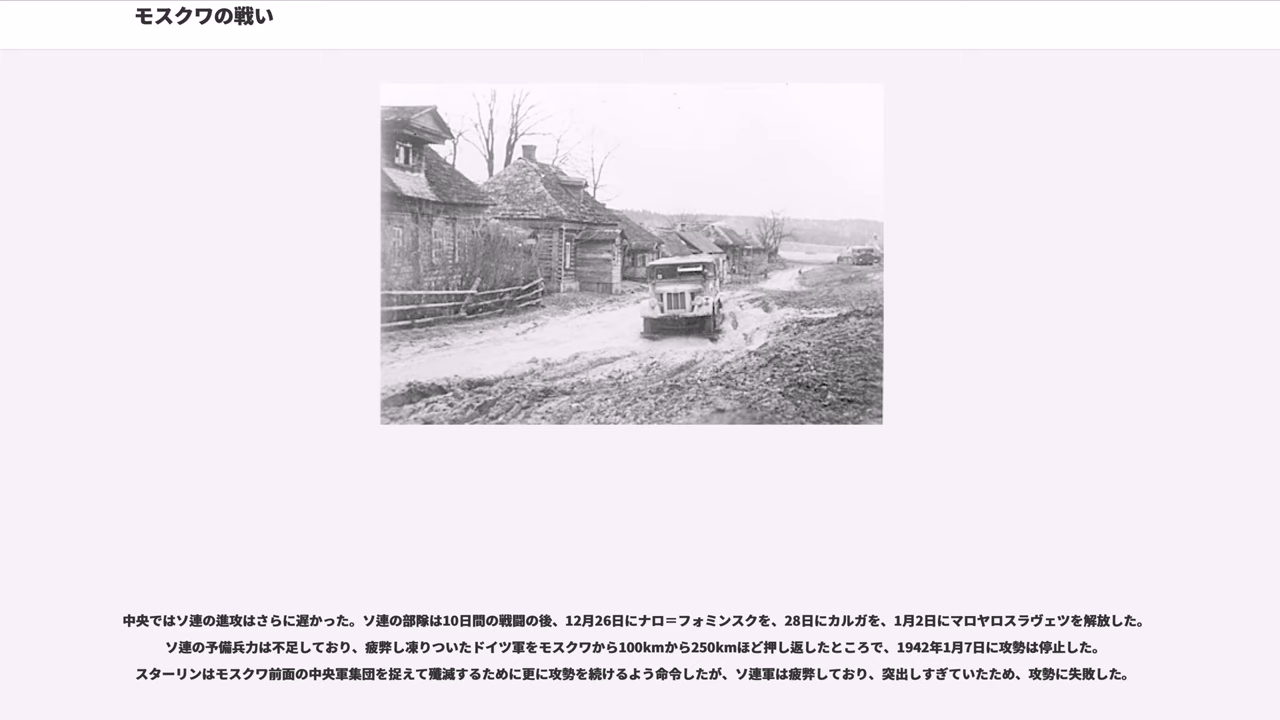 モスクワの戦い
中央ではソ連の進攻はさらに遅かった。ソ連の部隊は10日間の戦闘の後、12月26日にナロ＝フォミンスクを、28日にカルガを、1月2日にマロヤロスラヴェツを解放した。
ソ連の予備兵力は不足しており、疲弊し凍りついたドイツ軍をモスクワから100kmから250kmほど押し返したところで、1942年1月7日に攻勢は停止した。
スターリンはモスクワ前面の中央軍集団を捉えて殲滅するために更に攻勢を続けるよう命令したが、ソ連軍は疲弊しており、突出しすぎていたため、攻勢に失敗した。